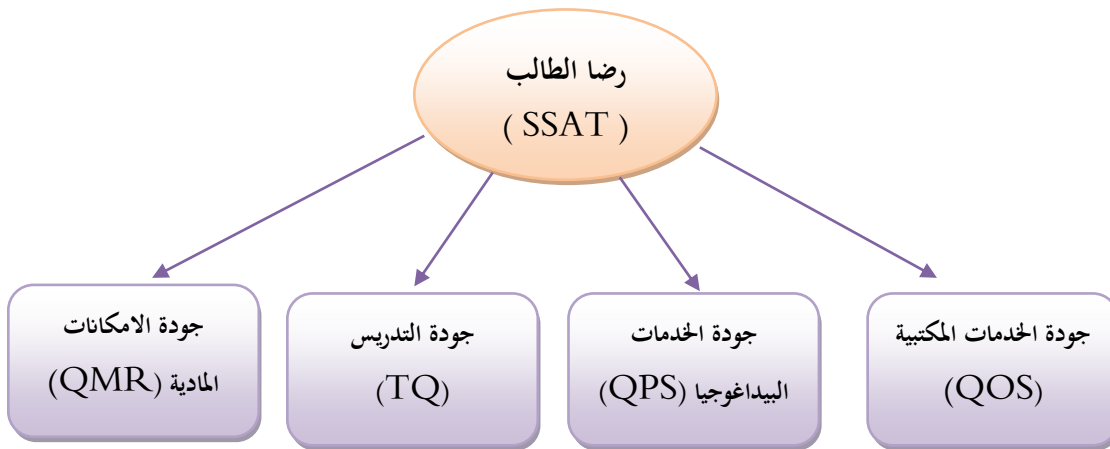 رضا الطالب
( SSAT )
جودة الخدمات المكتبية
(QOS)
جودة الخدمات
البيداغوجيا (QPS)
جودة التدريس
(TQ)
جودة الامكانات
المادية (QMR)